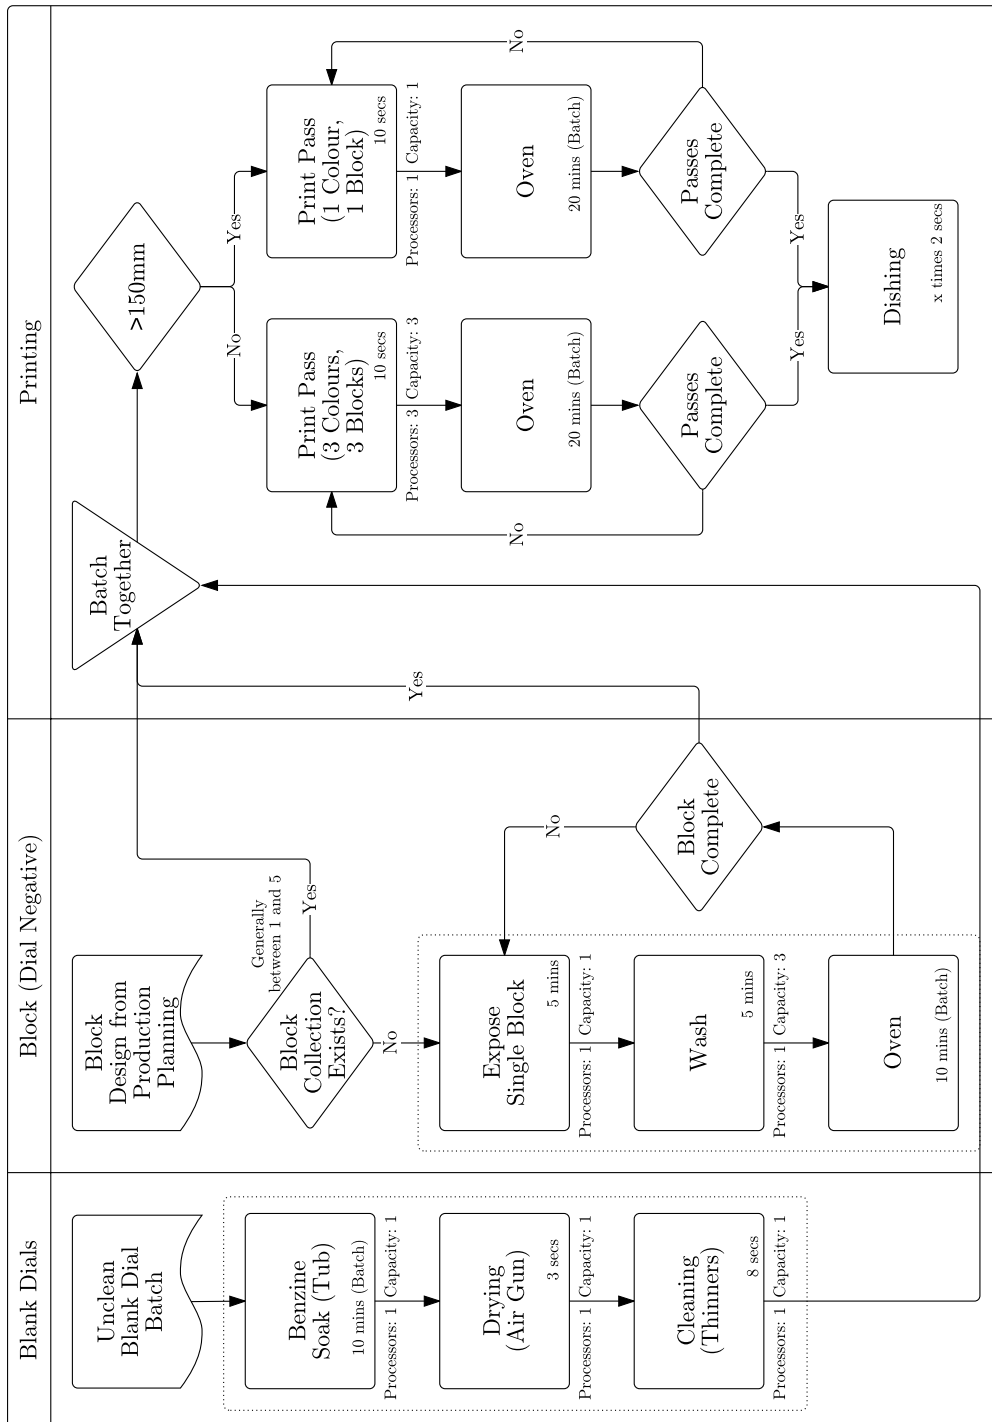 Blank Dials
Unclean
Blank Dial
Batch
Benzine
Soak (Tub)
10 mins (Batch)
Processors: 1 Capacity: 1
Drying
(Air Gun)
3 secs
Processors: 1 Capacity: 1
Cleaning
(Thinners)
8 secs
Processors: 1 Capacity: 1
Block (Dial Negative)
Block
Design from
Production
Planning
Block
Collection
Exists?
Generally
between 1 and 5
Yes
No
Expose
Single Block
5 mins
Processors: 1 Capacity: 1
Wash
5 mins
Processors: 1 Capacity: 3
Oven
10 mins (Batch)
Block
Complete
No
Yes
Printing
Batch
Together
>150mm
No
Yes
Print Pass
(3 Colours,
3 Blocks)
10 secs
Processors: 3 Capacity: 3
Oven
20 mins (Batch)
Passes
Complete
No
Yes
Print Pass
(1 Colour,
1 Block)
10 secs
Processors: 1 Capacity: 1
Oven
20 mins (Batch)
Passes
Complete
No
Yes
Dishing
x times 2 secs